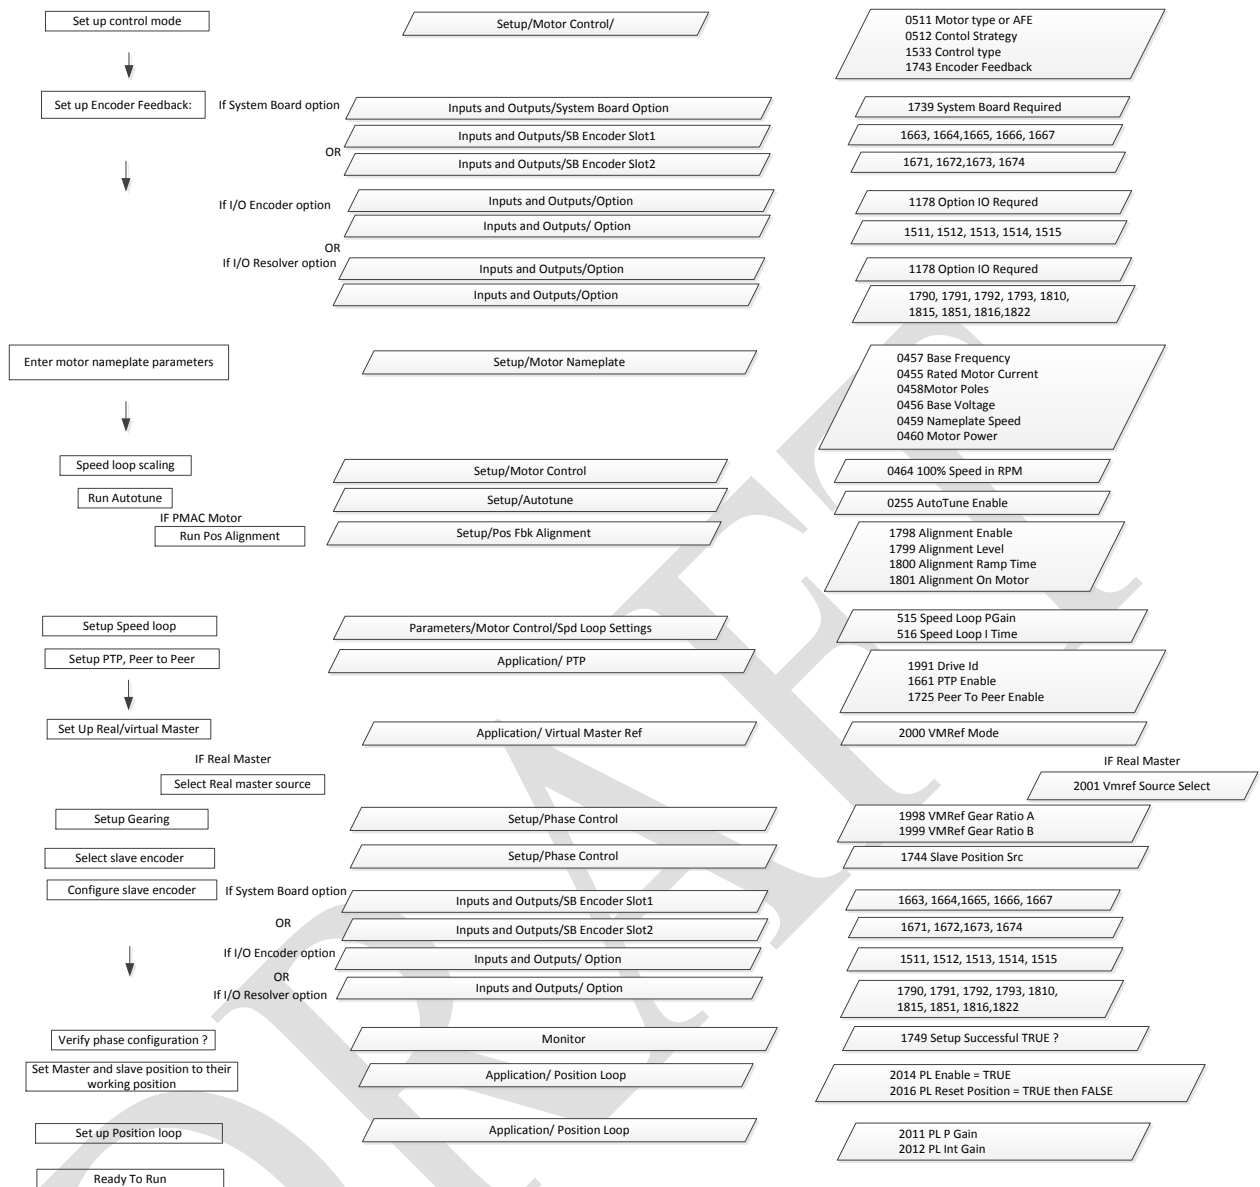 Set up control mode
Setup/Motor Control/
0511 Motor type or AFE
0512 Contol Strategy
1533 Control type
1743 Encoder Feedback
Set up Encoder Feedback:
If System Board option
Inputs and Outputs/System Board Option
1739 System Board Required
Inputs and Outputs/SB Encoder Slot1
1663, 1664,1665, 1666, 1667
OR
Inputs and Outputs/SB Encoder Slot2
1671, 1672,1673, 1674
If I/O Encoder option
Inputs and Outputs/Option
1178 Option IO Requred
Inputs and Outputs/ Option
1511, 1512, 1513, 1514, 1515
OR
If I/O Resolver option
Inputs and Outputs/Option
1178 Option IO Requred
Inputs and Outputs/Option
1790, 1791, 1792, 1793, 1810,
1815, 1851, 1816,1822
Enter motor nameplate parameters
Setup/Motor Nameplate
0457 Base Frequency
0455 Rated Motor Current
0458Motor Poles
0456 Base Voltage
0459 Nameplate Speed
0460 Motor Power
Speed loop scaling
Setup/Motor Control
0464 100% Speed in RPM
Run Autotune
Setup/Autotune
0255 AutoTune Enable
IF PMAC Motor
Run Pos Alignment
Setup/Pos Fbk Alignment
1798 Alignment Enable
1799 Alignment Level
1800 Alignment Ramp Time
1801 Alignment On Motor
Setup Speed loop
Parameters/Motor Control/Spd Loop Settings
515 Speed Loop PGain
516 Speed Loop I Time
Setup PTP, Peer to Peer
Application/ PTP
1991 Drive Id
1661 PTP Enable
1725 Peer To Peer Enable
Set Up Real/virtual Master
Application/ Virtual Master Ref
2000 VMRef Mode
IF Real Master
IF Real Master
Select Real master source
2001 Vmref Source Select
Setup Gearing
Setup/Phase Control
1998 VMRef Gear Ratio A
1999 VMRef Gear Ratio B
Select slave encoder
Setup/Phase Control
1744 Slave Position Src
Configure slave encoder
If System Board option
Inputs and Outputs/SB Encoder Slot1
1663, 1664,1665, 1666, 1667
OR
Inputs and Outputs/SB Encoder Slot2
1671, 1672,1673, 1674
If I/O Encoder option
Inputs and Outputs/ Option
1511, 1512, 1513, 1514, 1515
OR
If I/O Resolver option
Inputs and Outputs/ Option
1790, 1791, 1792, 1793, 1810,
1815, 1851, 1816,1822
Verify phase configuration ?
Monitor
1749 Setup Successful TRUE ?
Set Master and slave position to their
working position
Application/ Position Loop
2014 PL Enable = TRUE
2016 PL Reset Position = TRUE then FALSE
Set up Position loop
Application/ Position Loop
2011 PL P Gain
2012 PL Int Gain
Ready To Run
DRAFT